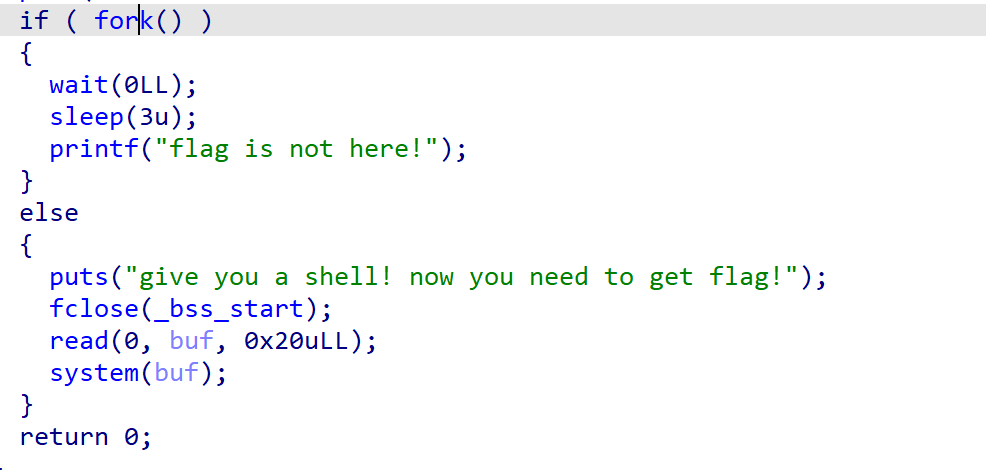 if ( fork() )
{
wait(0LL);
sleep(3u);
printf("flag is not here!");
}
else
{
puts("give you a shell! now you need to get flag!");
fclose(_bss_start);
read(0, buf, 0x20uLL);
system(buf);
}
return 0;